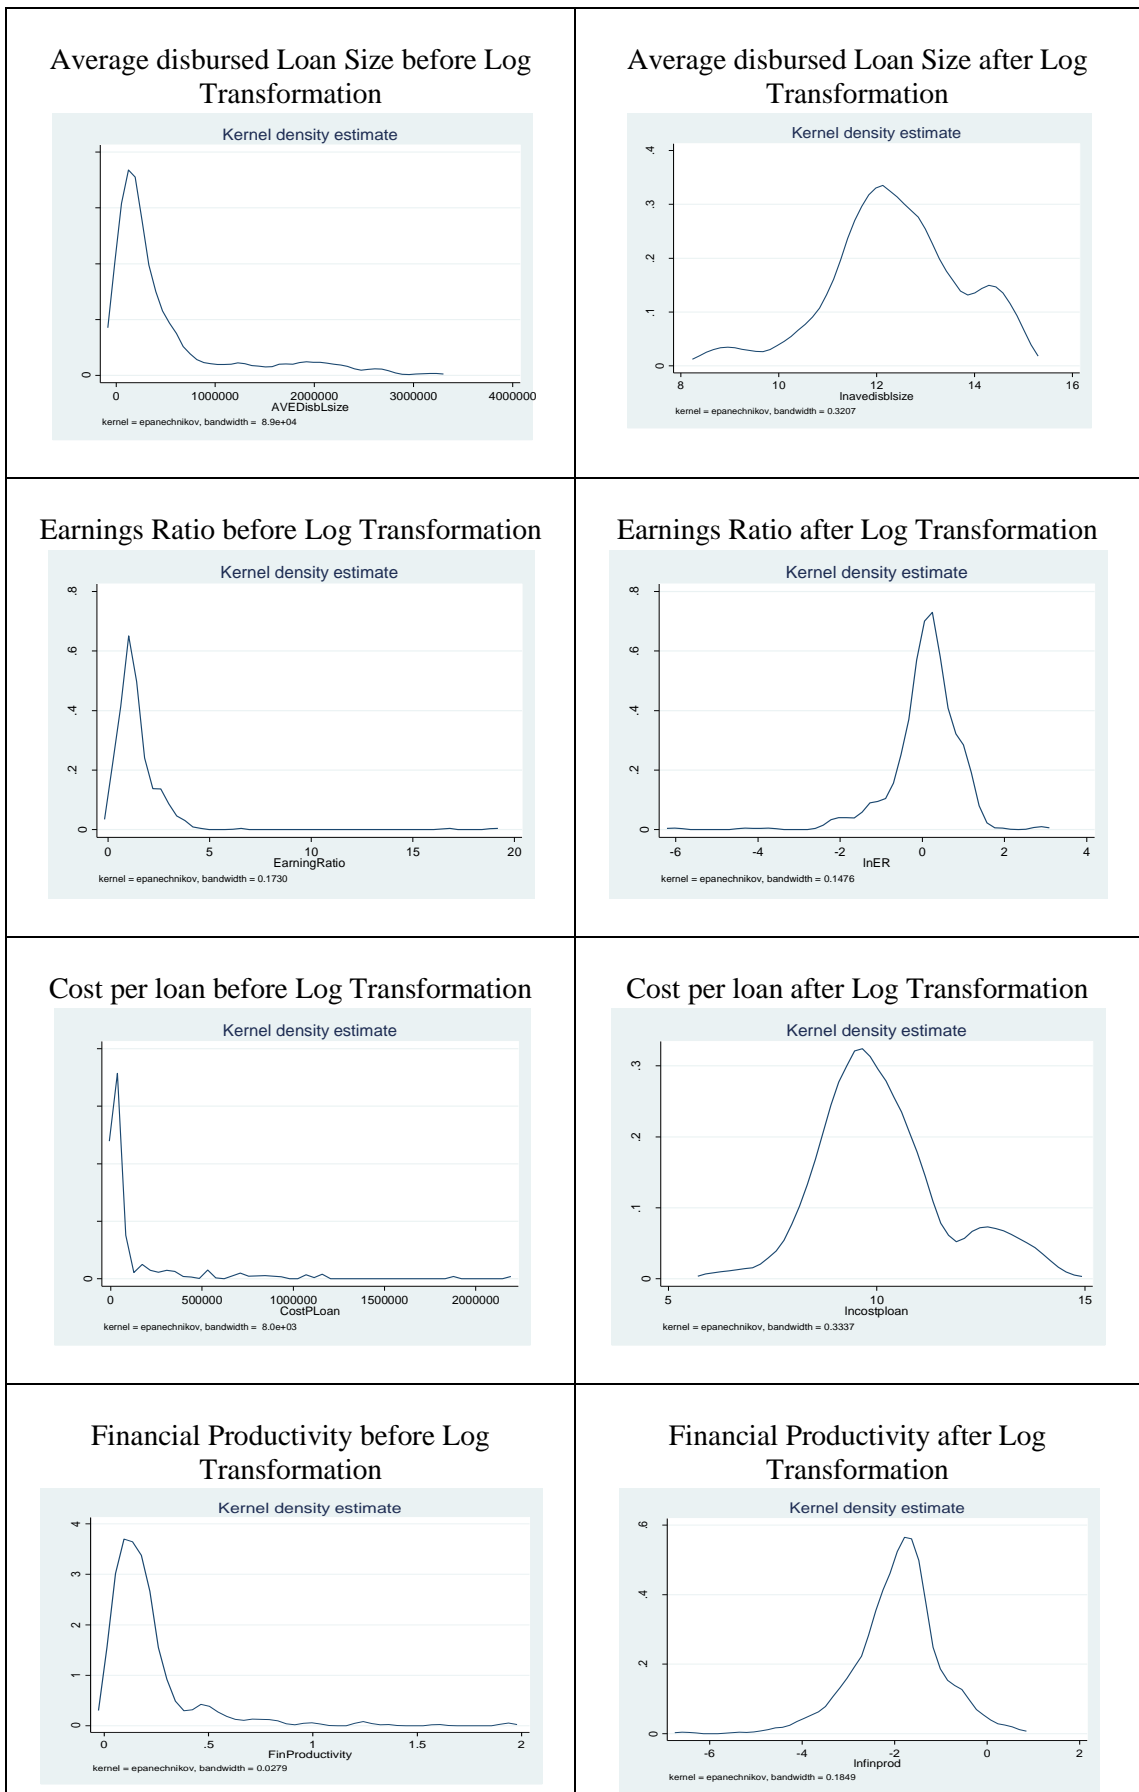 Average disbursed Loan Size before Log
Transformation
Kernel density estimate
0
0 1000000 2000000 3000000 4000000
AVEDisbLsize
kernel = epanechnikov, bandwidth = 8.9e+04
Average disbursed Loan Size after Log
Transformation
Kernel density estimate
.4
.3
.2
.1
0
8 10 12 14 16
lnavedisblsize
kernel = epanechnikov, bandwidth = 0.3207
Earnings Ratio before Log Transformation
Kernel density estimate
.8
.6
.4
.2
0
0 5 10 15 20
EarningRatio
kernel = epanechnikov, bandwidth = 0.1730
Earnings Ratio after Log Transformation
Kernel density estimate
.8
.6
.4
.2
0
-6 -4 -2 0 2 4
lnER
kernel = epanechnikov, bandwidth = 0.1476
Cost per loan before Log Transformation
Kernel density estimate
0
0 500000 1000000 1500000 2000000
CostPLoan
kernel = epanechnikov, bandwidth = 8.0e+03
Cost per loan after Log Transformation
Kernel density estimate
.3
.2
.1
0
5 10 15
lncostploan
kernel = epanechnikov, bandwidth = 0.3337
Financial Productivity before Log
Transformation
Kernel density estimate
4
3
2
1
0
0 .5 1 1.5 2
FinProductivity
kernel = epanechnikov, bandwidth = 0.0279
Financial Productivity after Log
Transformation
Kernel density estimate
.6
.4
.2
0
-6 -4 -2 0 2
lnfinprod
kernel = epanechnikov, bandwidth = 0.1849